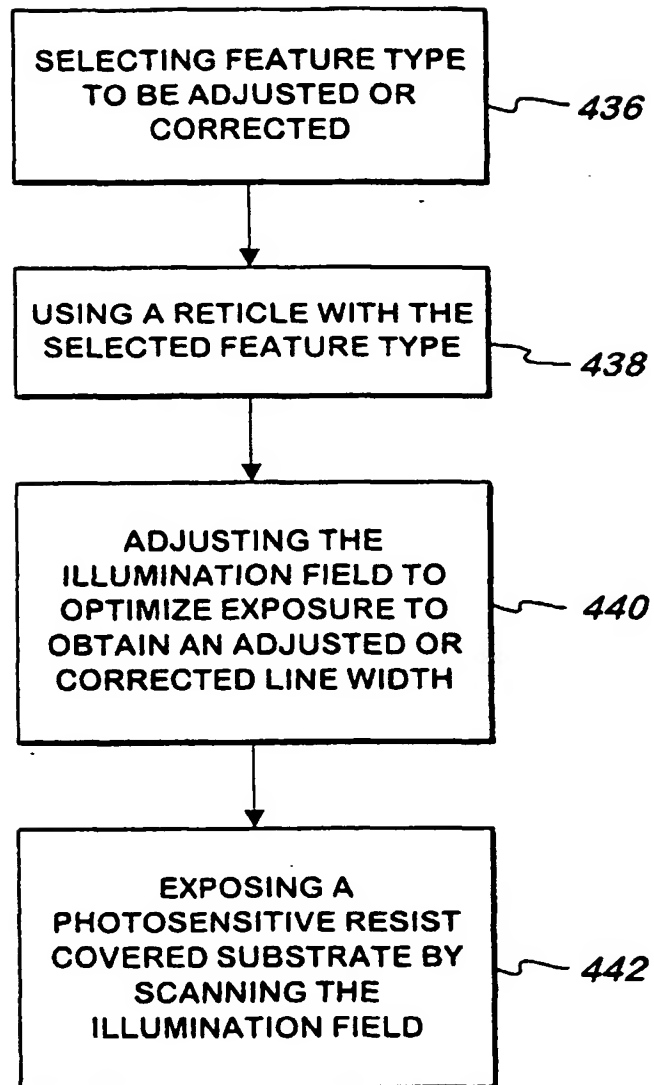 SELECTING FEATURE TYPE
TO BE ADJUSTED OR
CORRECTED
436
USING A RETICLE WITH THE
SELECTED FEATURE TYPE
438
ADJUSTING THE
ILLUMINATION FIELD TO
OPTIMIZE EXPOSURE TO
OBTAIN AN ADJUSTED OR
CORRECTED LINE WIDTH
440
EXPOSING A
PHOTOSENSITIVE RESIST
COVERED SUBSTRATE BY
SCANNING THE
ILLUMINATION FIELD
442